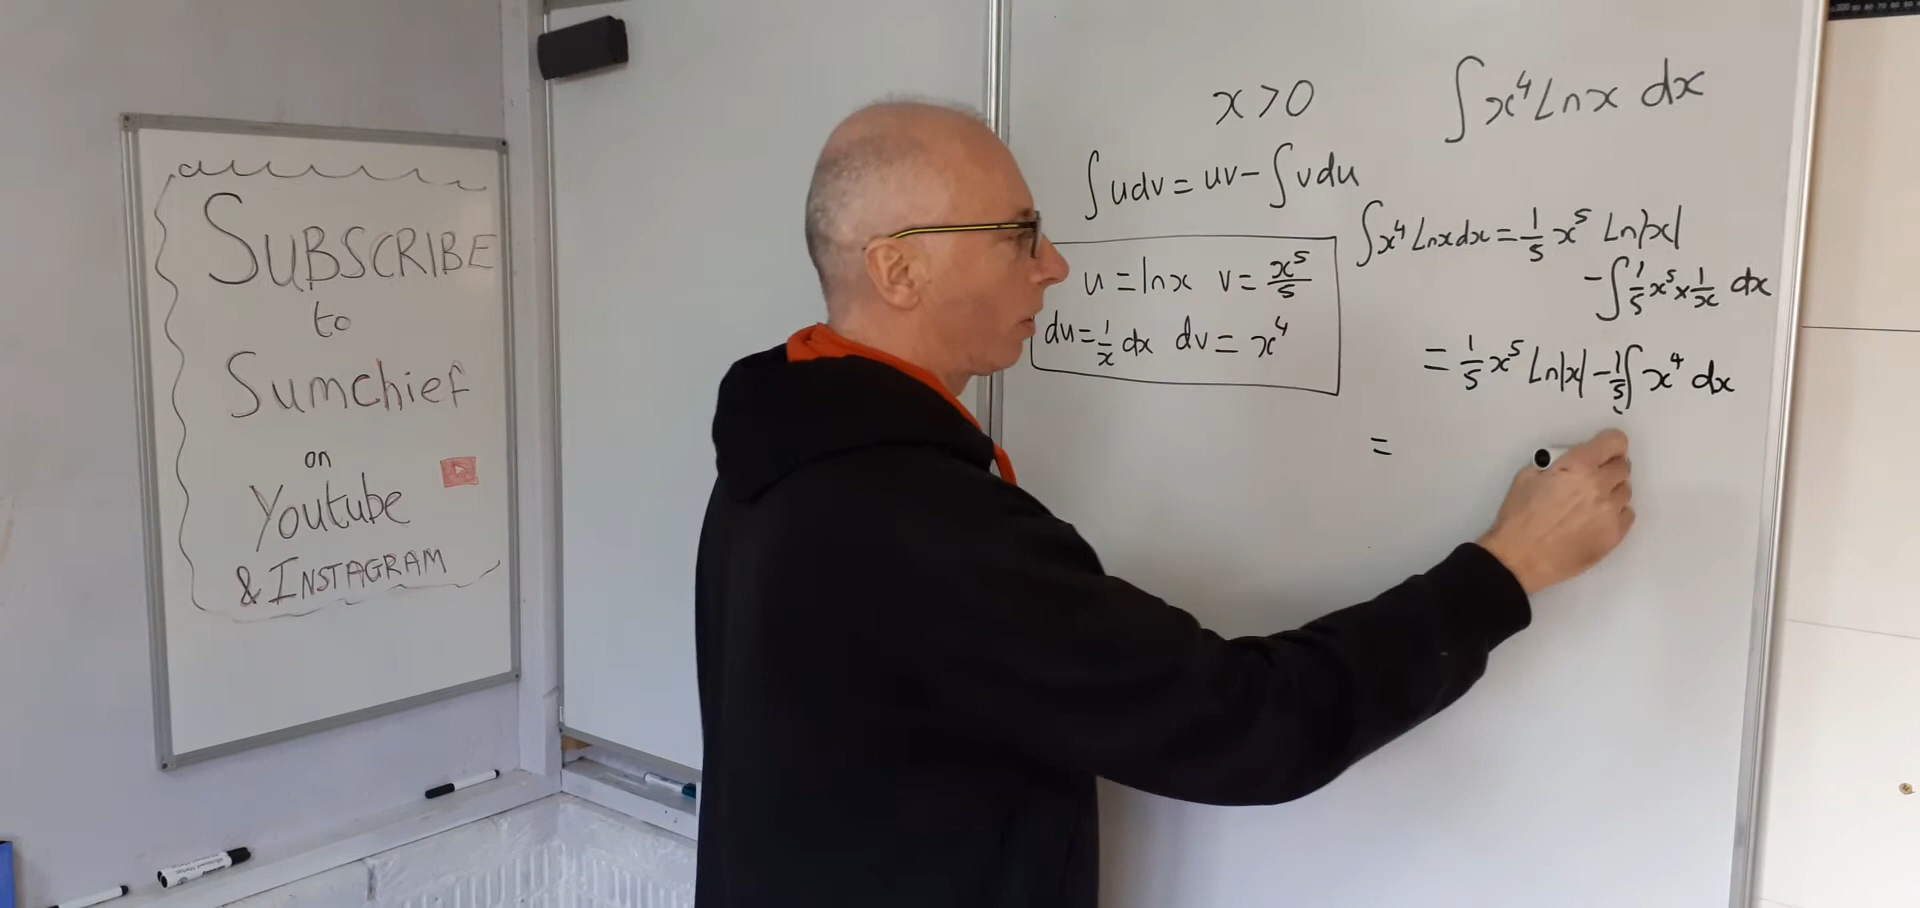 SUBSCRIBE
to
Sumchief
on
Youtube
& INSTAGRAM
x > 0
∫x⁴ Ln x dx
∫udv = uv - ∫vdu
u = ln x v = x⁵/5
du = 1/x dx dv = x⁴
∫x⁴ Ln x dx = 1/5 x⁵ Ln|x|
- ∫1/5 x⁵ × 1/x dx
= 1/5 x⁵ Ln|x| - 1/5 ∫ x⁴ dx
=